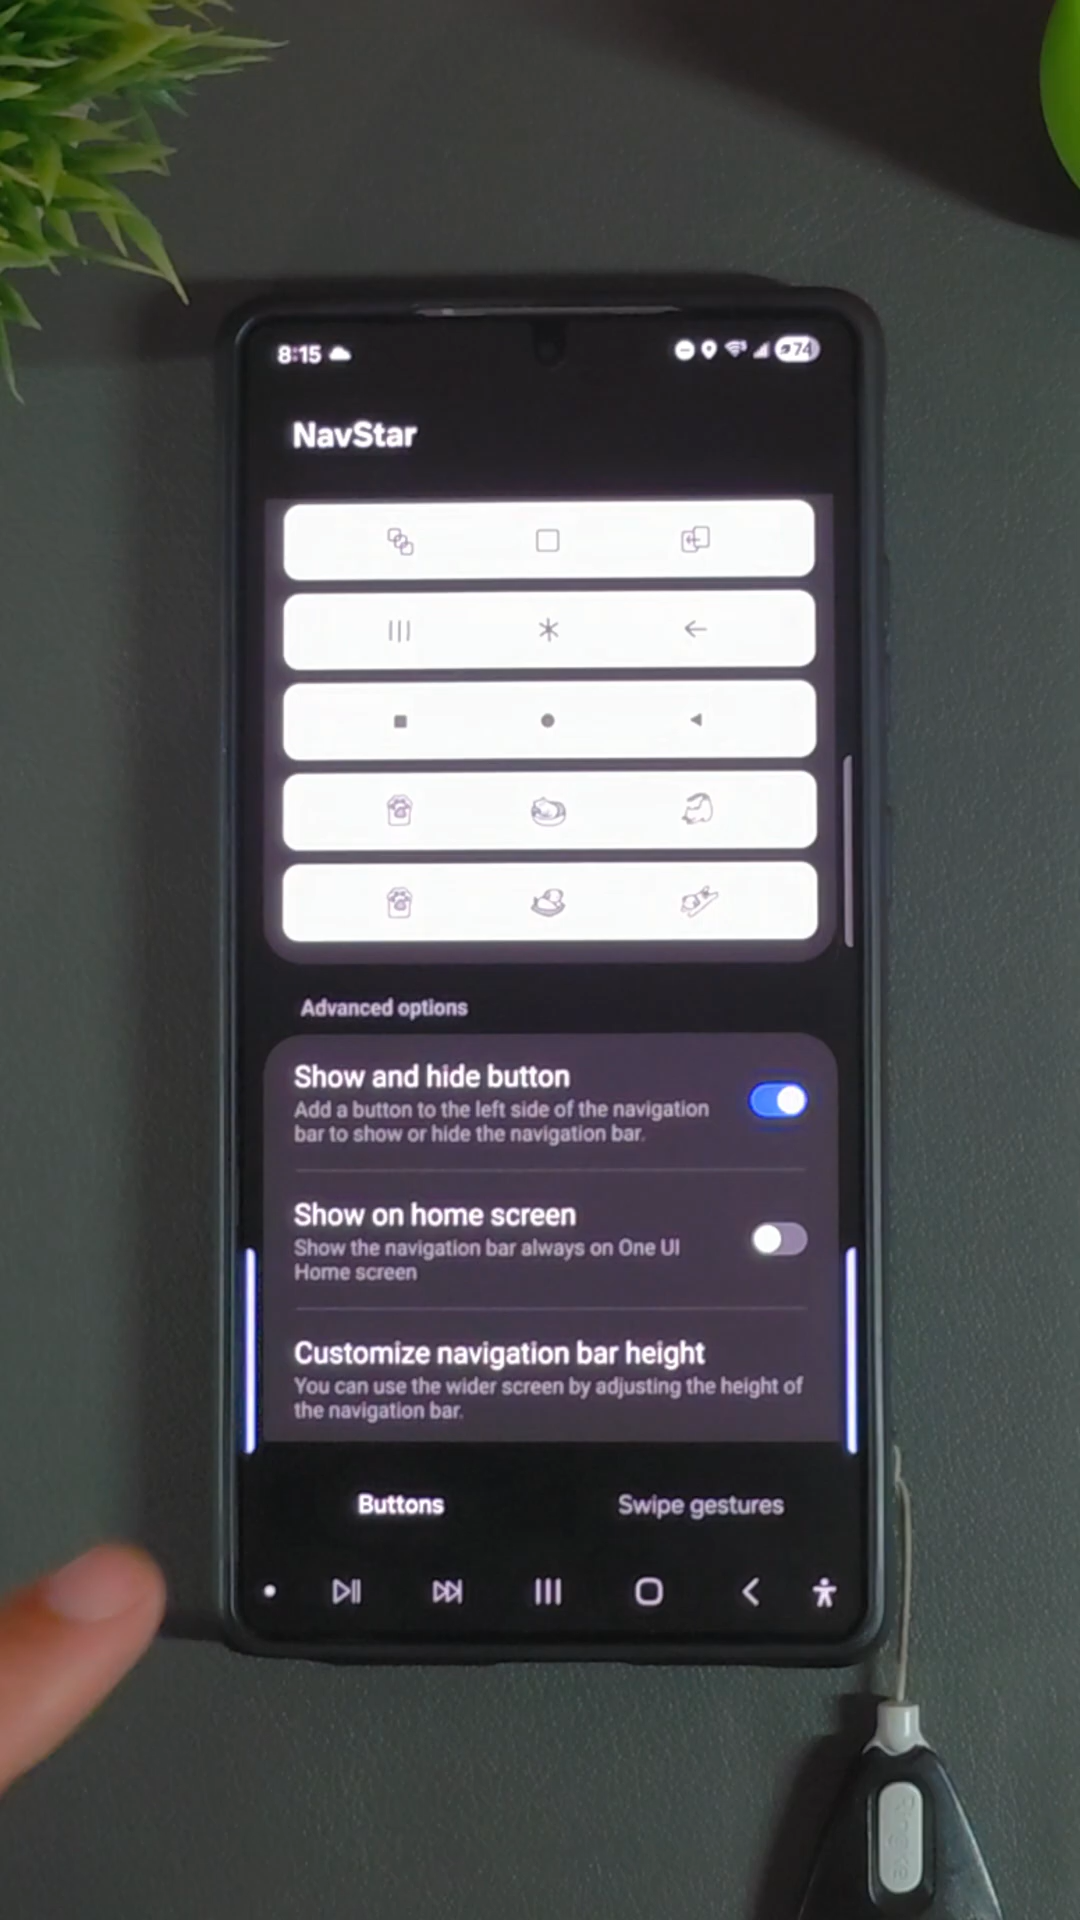 8:15
74
NavStar
Advanced options
Show and hide button
Add a button to the left side of the navigation
bar to show or hide the navigation bar.
Show on home screen
Show the navigation bar always on One UI
Home screen
Customize navigation bar height
You can use the wider screen by adjusting the height of
the navigation bar.
Buttons
Swipe gestures